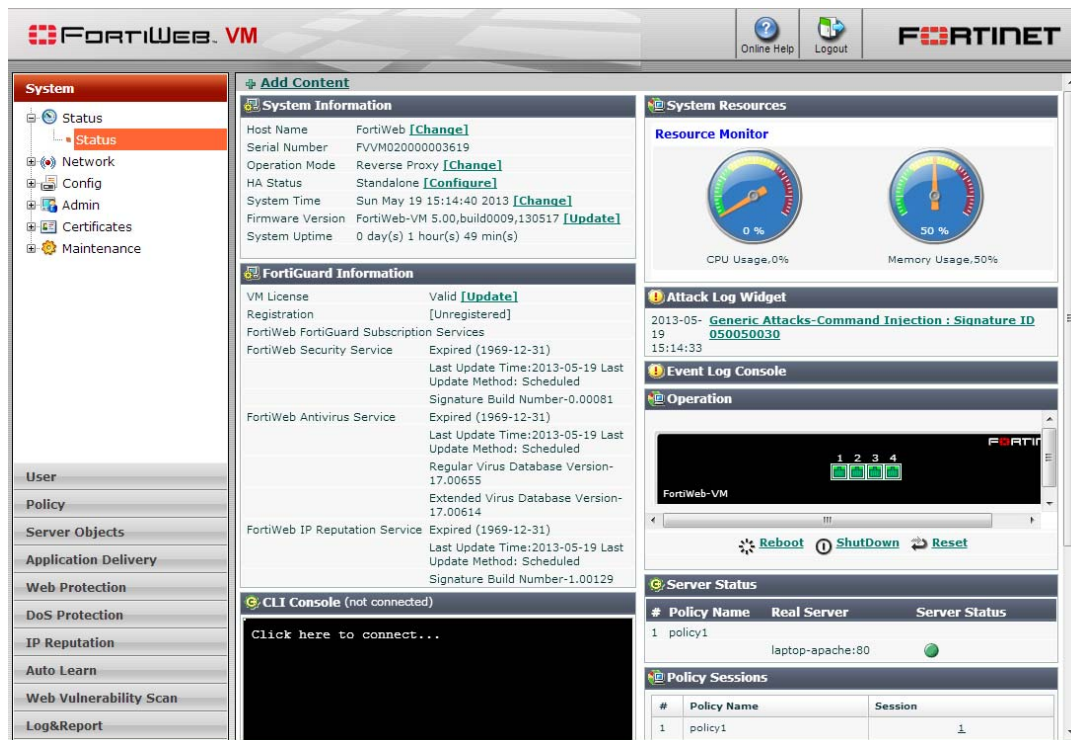 FORTIWEB VM
Online Help
Logout
FORTINET
System
Status
Status
Network
Config
Admin
Certificates
Maintenance
User
Policy
Server Objects
Application Delivery
Web Protection
DoS Protection
IP Reputation
Auto Learn
Web Vulnerability Scan
Log&Report
Add Content
System Information
Host Name FortiWeb [Change]
Serial Number FVVM020000003619
Operation Mode Reverse Proxy [Change]
HA Status Standalone [Configure]
System Time Sun May 19 15:14:40 2013 [Change]
Firmware Version FortiWeb-VM 5.00,build0009,130517 [Update]
System Uptime 0 day(s) 1 hour(s) 49 min(s)
FortiGuard Information
VM License Valid [Update]
Registration [Unregistered]
FortiWeb FortiGuard Subscription Services
FortiWeb Security Service Expired (1969-12-31)
Last Update Time:2013-05-19 Last
Update Method: Scheduled
Signature Build Number-0.00081
FortiWeb Antivirus Service Expired (1969-12-31)
Last Update Time:2013-05-19 Last
Update Method: Scheduled
Regular Virus Database Version-
17.00655
Extended Virus Database Version-
17.00614
FortiWeb IP Reputation Service Expired (1969-12-31)
Last Update Time:2013-05-19 Last
Update Method: Scheduled
Signature Build Number-1.00129
CLI Console (not connected)
Click here to connect...
System Resources
Resource Monitor
0 %
50 %
CPU Usage,0%
Memory Usage,50%
Attack Log Widget
2013-05- Generic Attacks-Command Injection : Signature ID
19 050050030
15:14:33
Event Log Console
Operation
FORTIN
1 2 3 4
FortiWeb-VM
Reboot ShutDown Reset
Server Status
# Policy Name Real Server Server Status
1 policy1
laptop-apache:80
Policy Sessions
# Policy Name Session
1 policy1 1